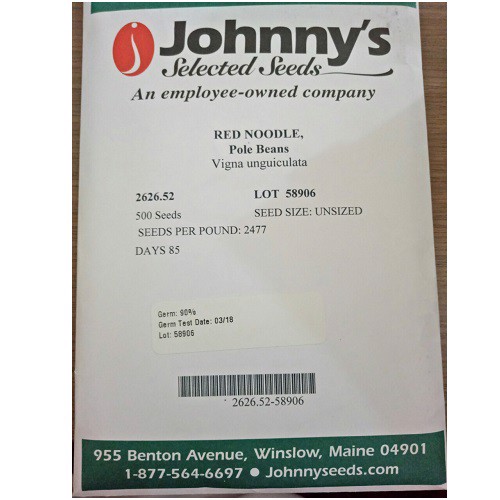 Johnny's
Selected Seeds
An employee-owned company
RED NOODLE,
Pole Beans
Vigna unguiculata
2626.52 LOT 58906
500 Seeds SEED SIZE: UNSIZED
SEEDS PER POUND: 2477
DAYS 85
Germ: 90%
Germ Test Date: 03/18
Lot: 58906
2626.52-58906
955 Benton Avenue, Winslow, Maine 04901
1-877-564-6697 ● Johnnyseeds.com